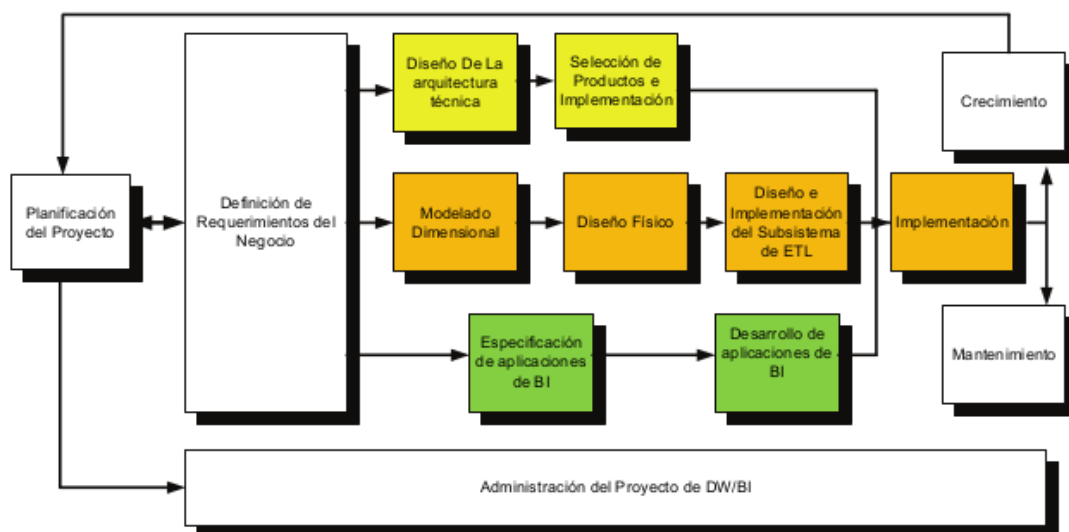 Diseño De La
arquitectura
técnica
Selección de
Productos e
Implementación
Crecimiento
Planificación
del Proyecto
Definición de
Requerimientos del
Negocio
Modelado
Dimensional
Diseño Físico
Diseño e
Implementación
del Subsistema
de ETL
Implementación
Especificación
de aplicaciones
de BI
Desarrollo de
aplicaciones de
BI
Mantenimiento
Administración del Proyecto de DW/BI